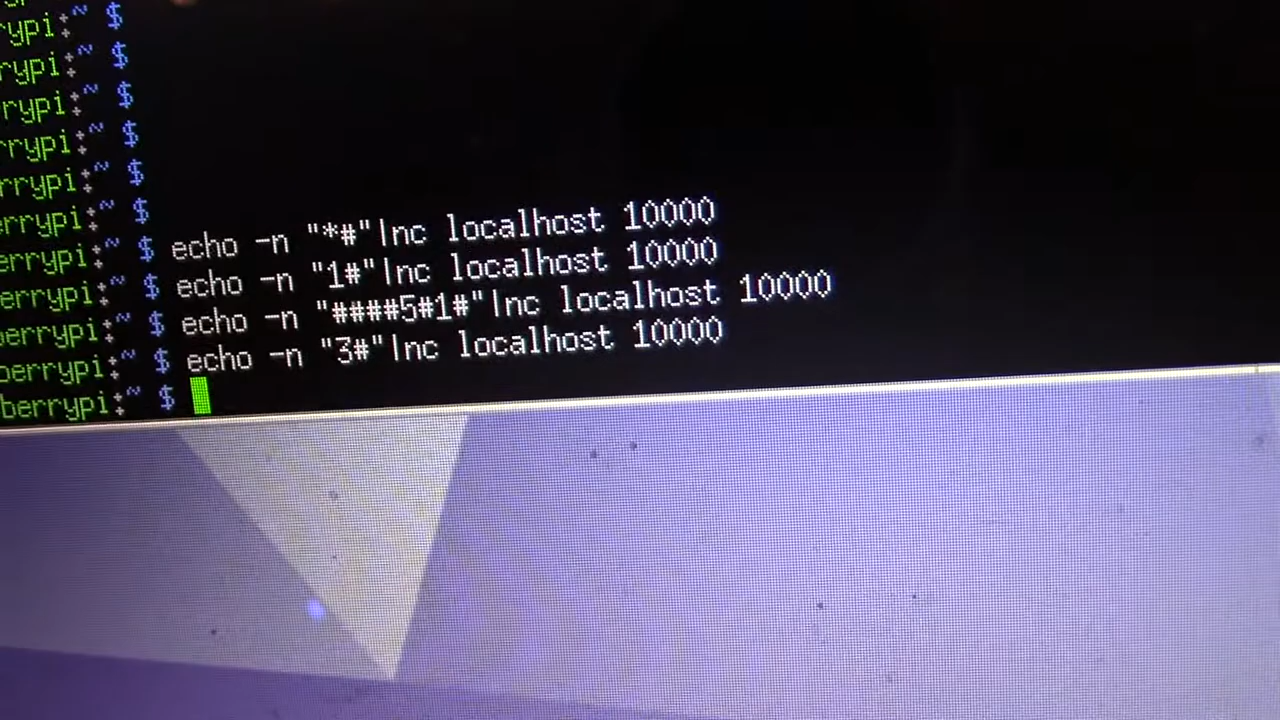 rypi:~ $
rypi:~ $
rypi:~ $
rrypi:~ $
rrypi:~ $
errypi:~ $
errypi:~ $ echo -n "*#"|nc localhost 10000
errypi:~ $ echo -n "1#"|nc localhost 10000
berrypi:~ $ echo -n "####5#1#"|nc localhost 10000
berrypi:~ $ echo -n "3#"|nc localhost 10000
berrypi:~ $